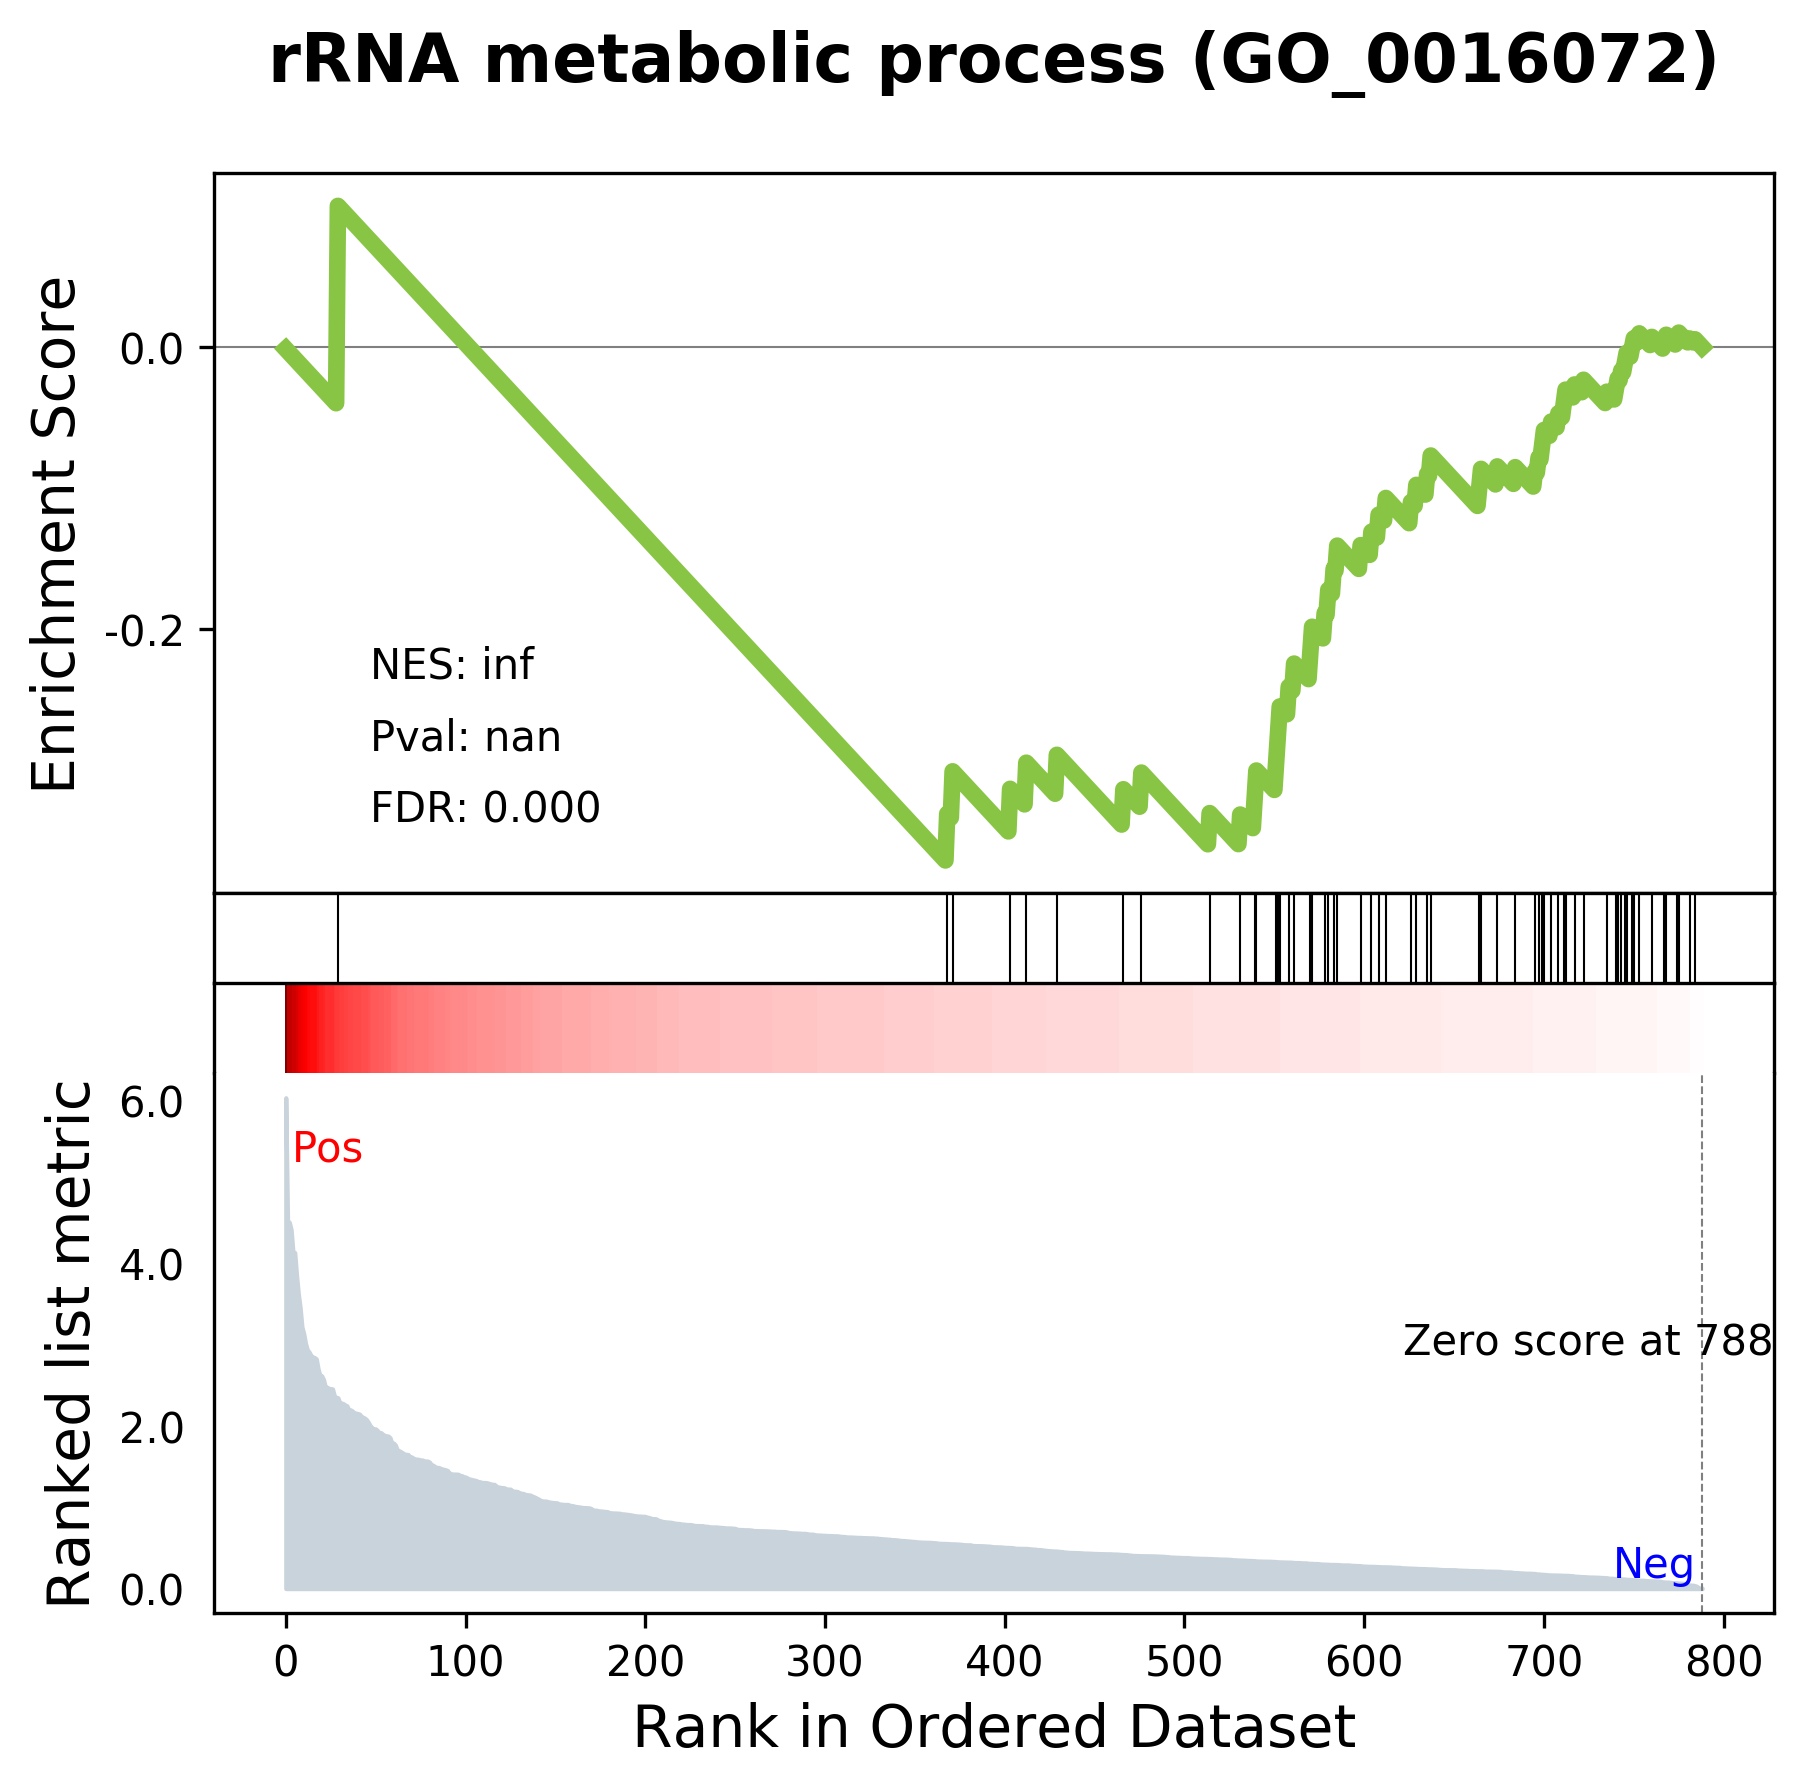 rRNA metabolic process (GO_0016072)
Enrichment Score
0.0
-0.2
NES: inf
Pval: nan
FDR: 0.000
Ranked list metric
6.0
4.0
2.0
0.0
Pos
Zero score at 788
Neg
0 100 200 300 400 500 600 700 800
Rank in Ordered Dataset